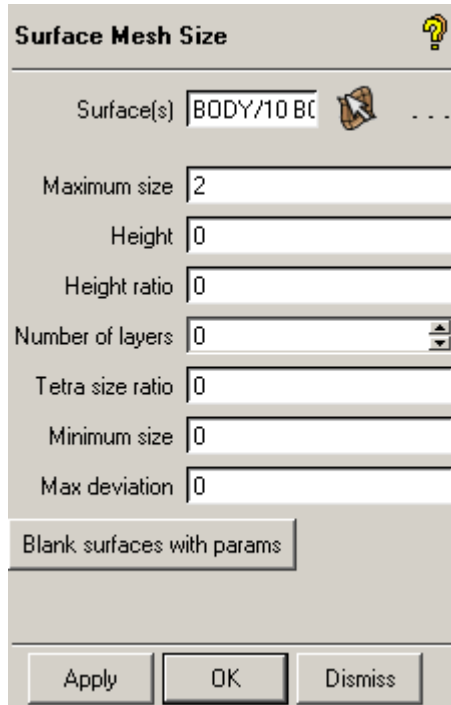 Surface Mesh Size
Surface(s) BODY/10 BO ...
Maximum size 2
Height 0
Height ratio 0
Number of layers 0
Tetra size ratio 0
Minimum size 0
Max deviation 0
Blank surfaces with params
Apply OK Dismiss